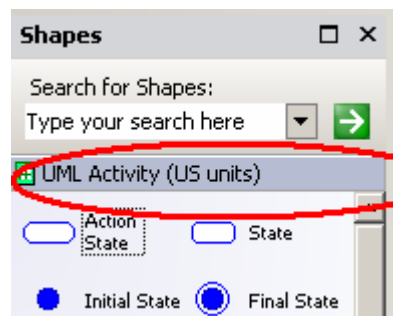 Shapes
Search for Shapes:
Type your search here
UML Activity (US units)
Action State
State
Initial State
Final State